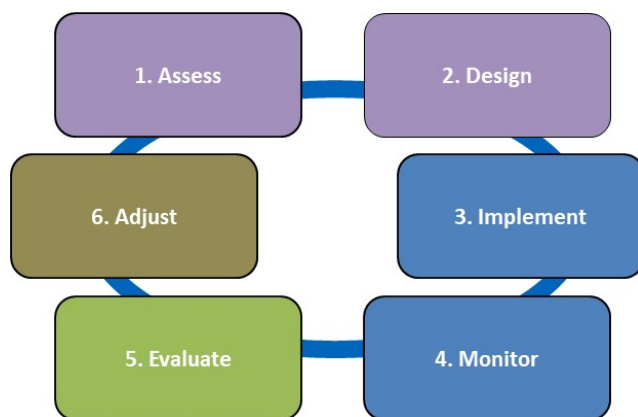 1. Assess
2. Design
3. Implement
4. Monitor
5. Evaluate
6. Adjust